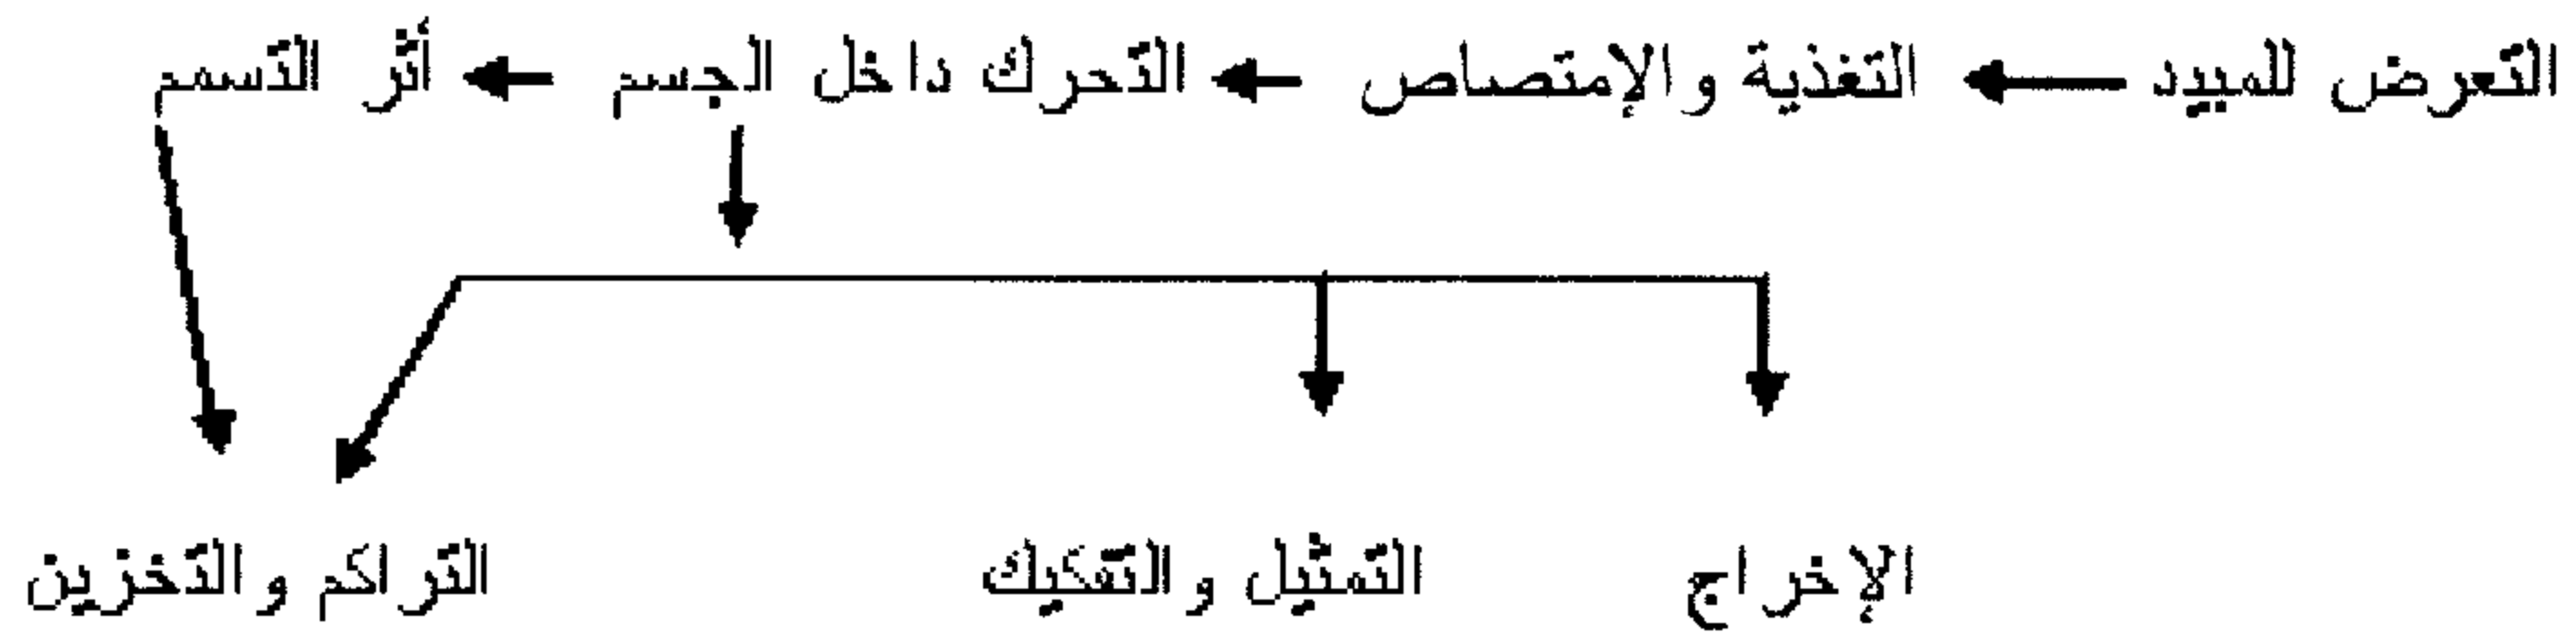 التعرض للمبيد التغذية والإمتصاص التحرك داخل الجسم أثر التسمم
الإخراج التمثيل والتفكيك التراكم والتخزين